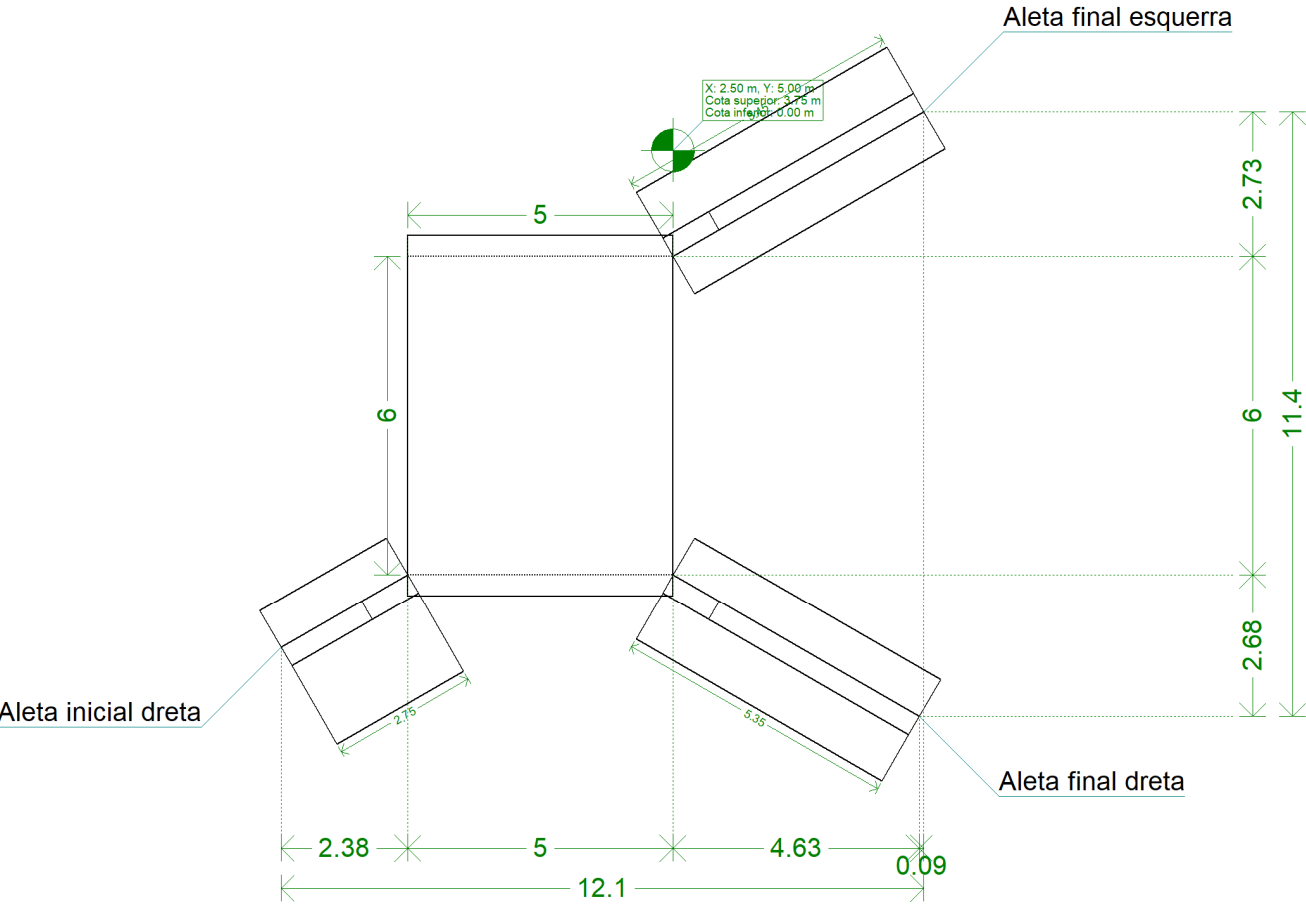 Aleta final esquerra
X: 2.50 m, Y: 5.00 m
Cota superior: 3.75 m
Cota inferior: 0.00 m
5.45
2.73
5
6
6
11.4
2.68
Aleta inicial dreta
2.75
5.35
Aleta final dreta
2.38
5
4.63
0.09
12.1